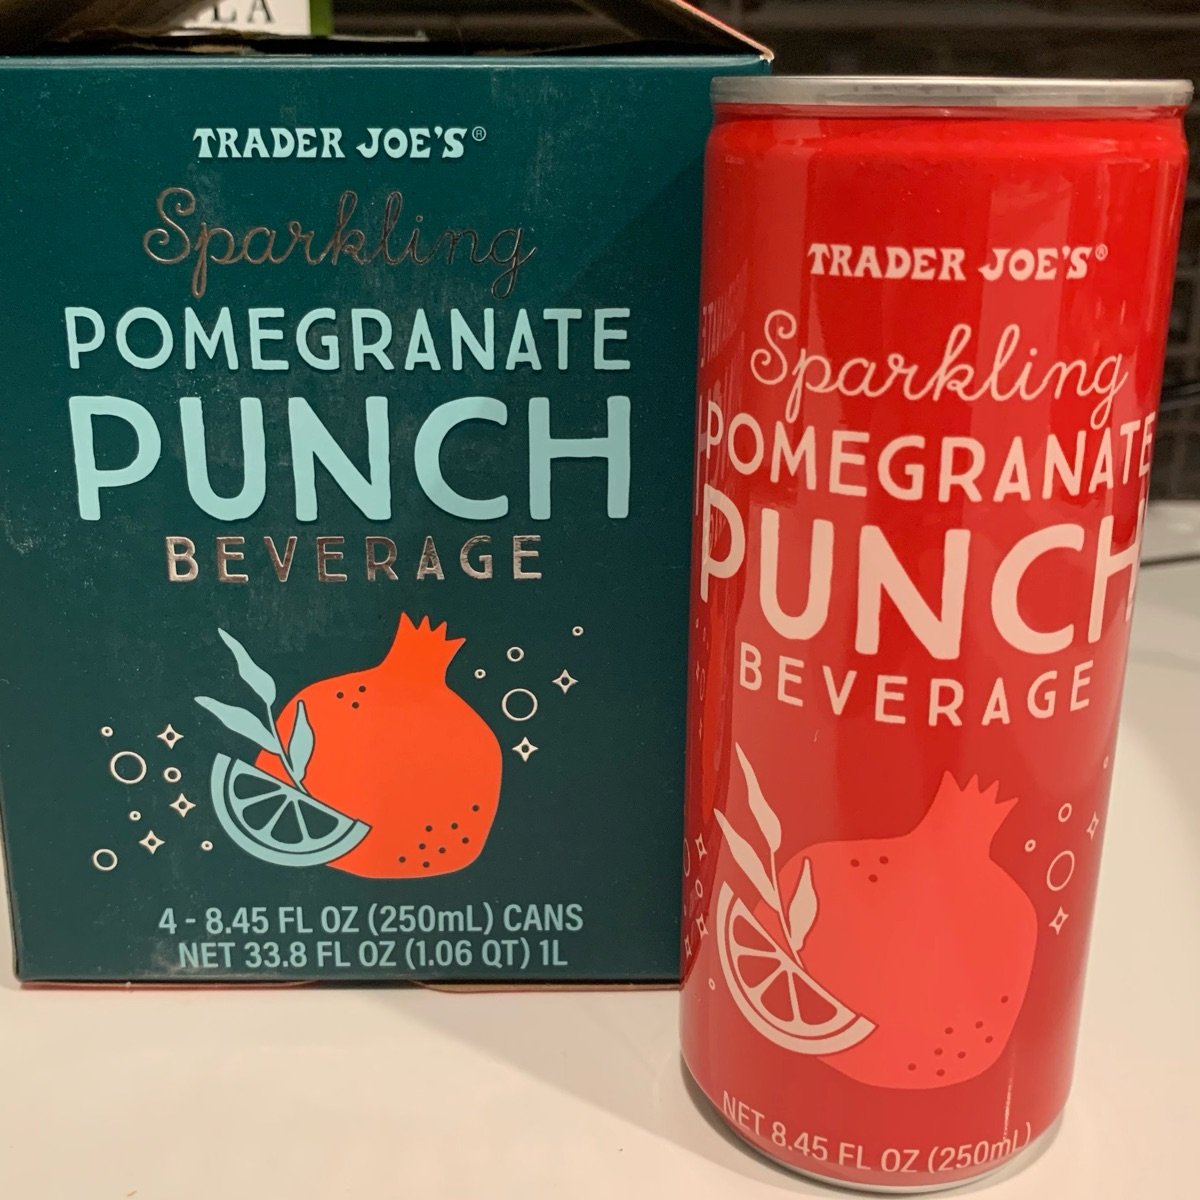 LA
TRADER JOE'S®
Sparkling
POMEGRANATE
PUNCH
BEVERAGE
4 - 8.45 FL OZ (250mL) CANS
NET 33.8 FL OZ (1.06 QT) 1L
TRADER JOE'S®
Sparkling
POMEGRANATE
PUNCH
BEVERAGE
NET 8.45 FL OZ (250mL)